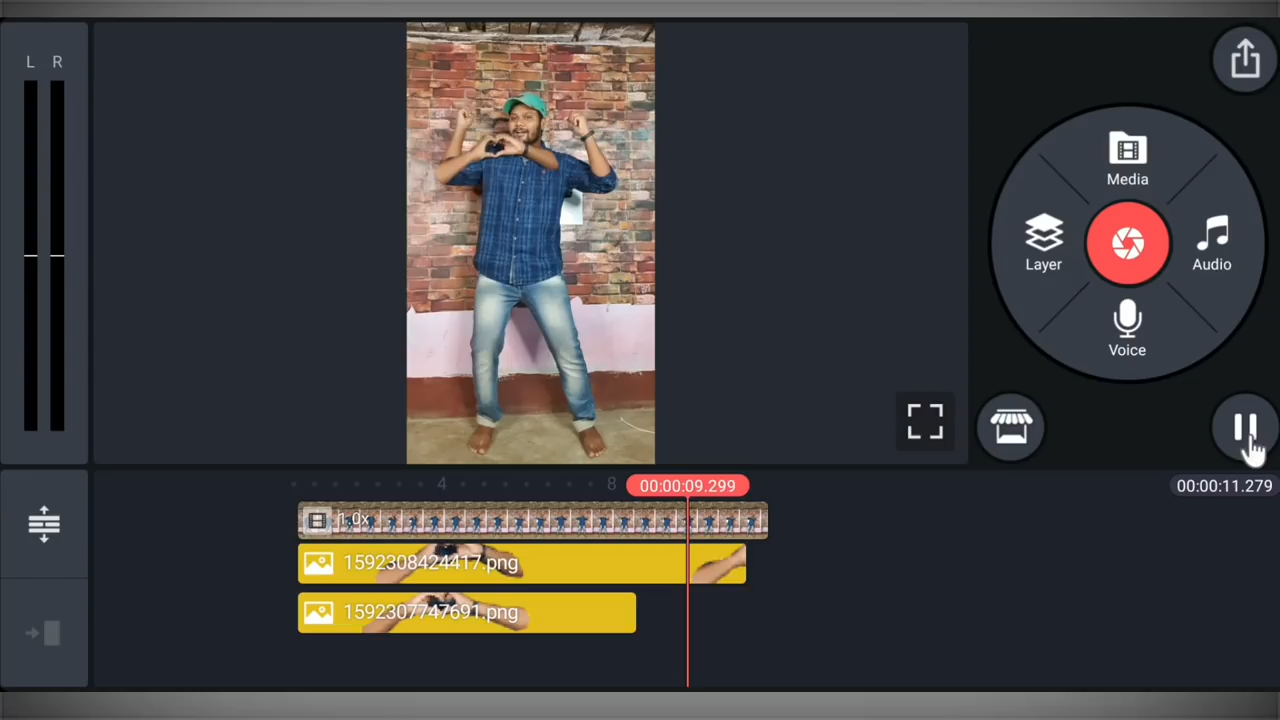 L R
Media
Layer
Audio
Voice
4
8
00:00:09.299
00:00:11.279
1.0x
1592308424417.png
1592307747691.png